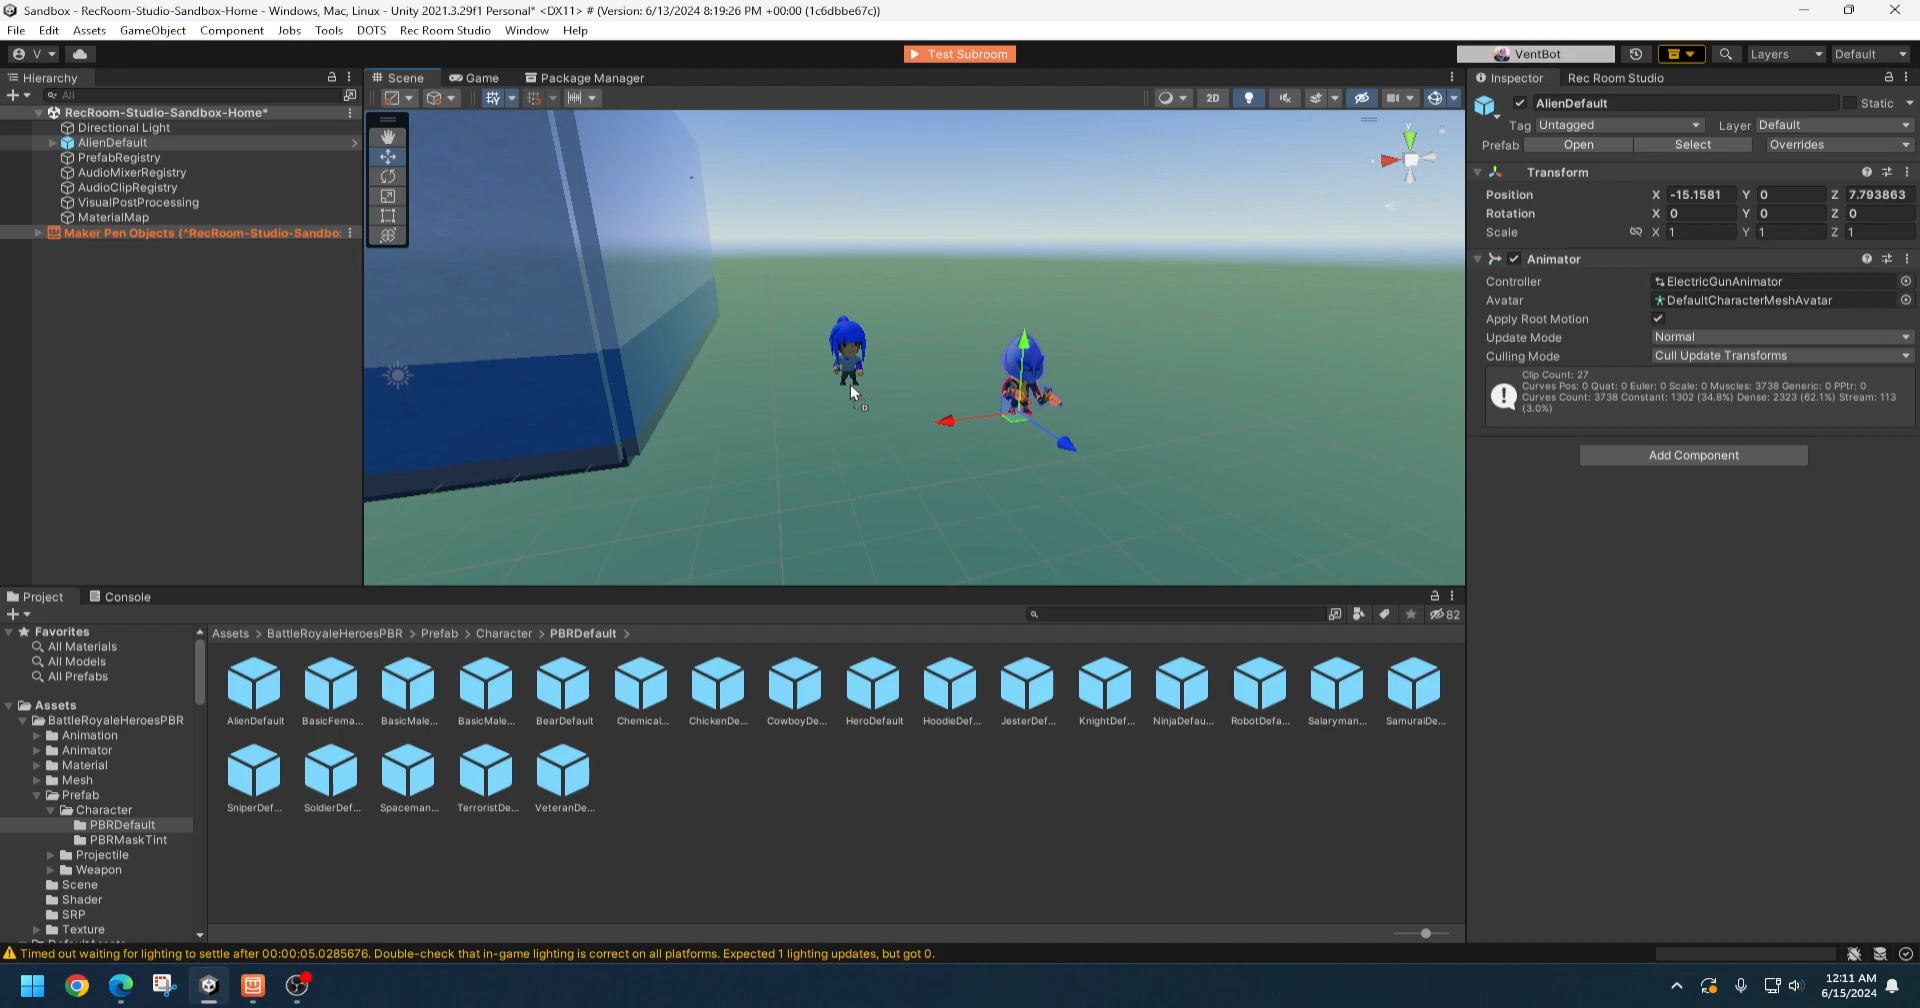 Sandbox - RecRoom-Studio-Sandbox-Home - Windows, Mac, Linux - Unity 2021.3.29f1 Personal* <DX11> # (Version: 6/13/2024 8:19:26 PM +00:00 (1c6dbbe67c))
File Edit Assets GameObject Component Jobs Tools DOTS Rec Room Studio Window Help
V Test Subroom VentBot Layers Default
Hierarchy Scene Game Package Manager Inspector Rec Room Studio
All 2D AlienDefault Static
RecRoom-Studio-Sandbox-Home*
Tag Untagged Layer Default
Directional Light
AlienDefault
Prefab Open Select Overrides
PrefabRegistry
AudioMixerRegistry
Transform
AudioClipRegistry
Position X -15.1581 Y 0 Z 7.793863
VisualPostProcessing
Rotation X 0 Y 0 Z 0
MaterialMap
Scale X 1 Y 1 Z 1
Maker Pen Objects (^RecRoom-Studio-Sandbo:
Animator
Controller ElectricGunAnimator
Avatar DefaultCharacterMeshAvatar
Apply Root Motion
Update Mode Normal
Culling Mode Cull Update Transforms
Clip Count: 27
Curves Pos: 0 Quat: 0 Euler: 0 Scale: 0 Muscles: 3738 Generic: 0 PPtr: 0
Curves Count: 3738 Constant: 1302 (34.8%) Dense: 2323 (62.1%) Stream: 113
(3.0%)
Add Component
Project Console
82
Favorites
All Materials
All Models
All Prefabs
Assets
BattleRoyaleHeroesPBR
Animation
Animator
Material
Mesh
Prefab
Character
PBRDefault
PBRMaskTint
Projectile
Weapon
Scene
Shader
SRP
Texture
Assets > BattleRoyaleHeroesPBR > Prefab > Character > PBRDefault >
AlienDefault BasicFema... BasicMale... BasicMale... BearDefault Chemical... ChickenDe... CowboyDe... HeroDefault HoodieDef... JesterDef... KnightDef... NinjaDefau... RobotDefa... Salaryman... SamuraiDe...
SniperDef... SoldierDef... Spaceman... TerroristDe... VeteranDe...
Timed out waiting for lighting to settle after 00:00:05.0285676. Double-check that in-game lighting is correct on all platforms. Expected 1 lighting updates, but got 0.
12:11 AM
6/15/2024